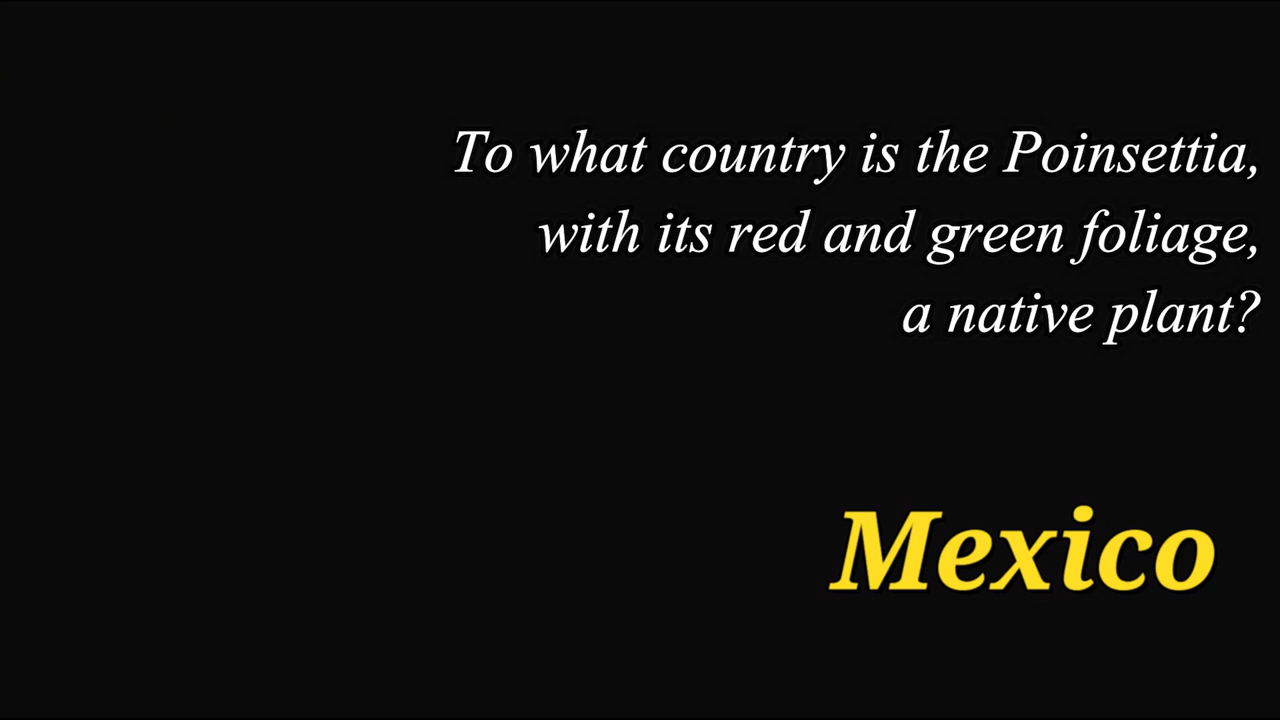 To what country is the Poinsettia,
with its red and green foliage,
a native plant?
Mexico